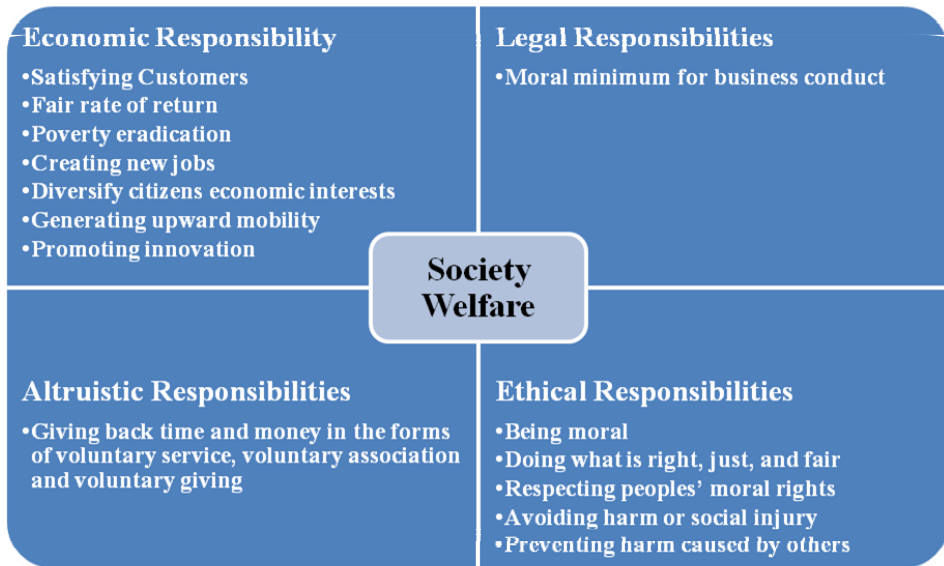 Economic Responsibility
•Satisfying Customers
•Fair rate of return
•Poverty eradication
•Creating new jobs
•Diversify citizens economic interests
•Generating upward mobility
•Promoting innovation
Legal Responsibilities
•Moral minimum for business conduct
Society
Welfare
Altruistic Responsibilities
•Giving back time and money in the forms
of voluntary service, voluntary association
and voluntary giving
Ethical Responsibilities
•Being moral
•Doing what is right, just, and fair
•Respecting peoples’ moral rights
•Avoiding harm or social injury
•Preventing harm caused by others